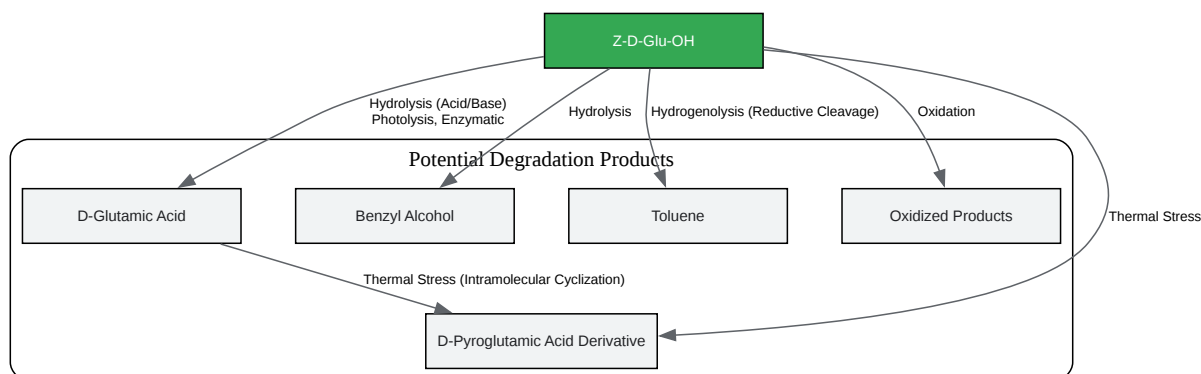 Z-D-Glu-OH
Hydrolysis (Acid/Base)
Photolysis, Enzymatic
Hydrolysis
Hydrogenolysis (Reductive Cleavage)
Oxidation
Potential Degradation Products
D-Glutamic Acid
Benzyl Alcohol
Toluene
Oxidized Products
Thermal Stress
Thermal Stress (Intramolecular Cyclization)
D-Pyroglutamic Acid Derivative